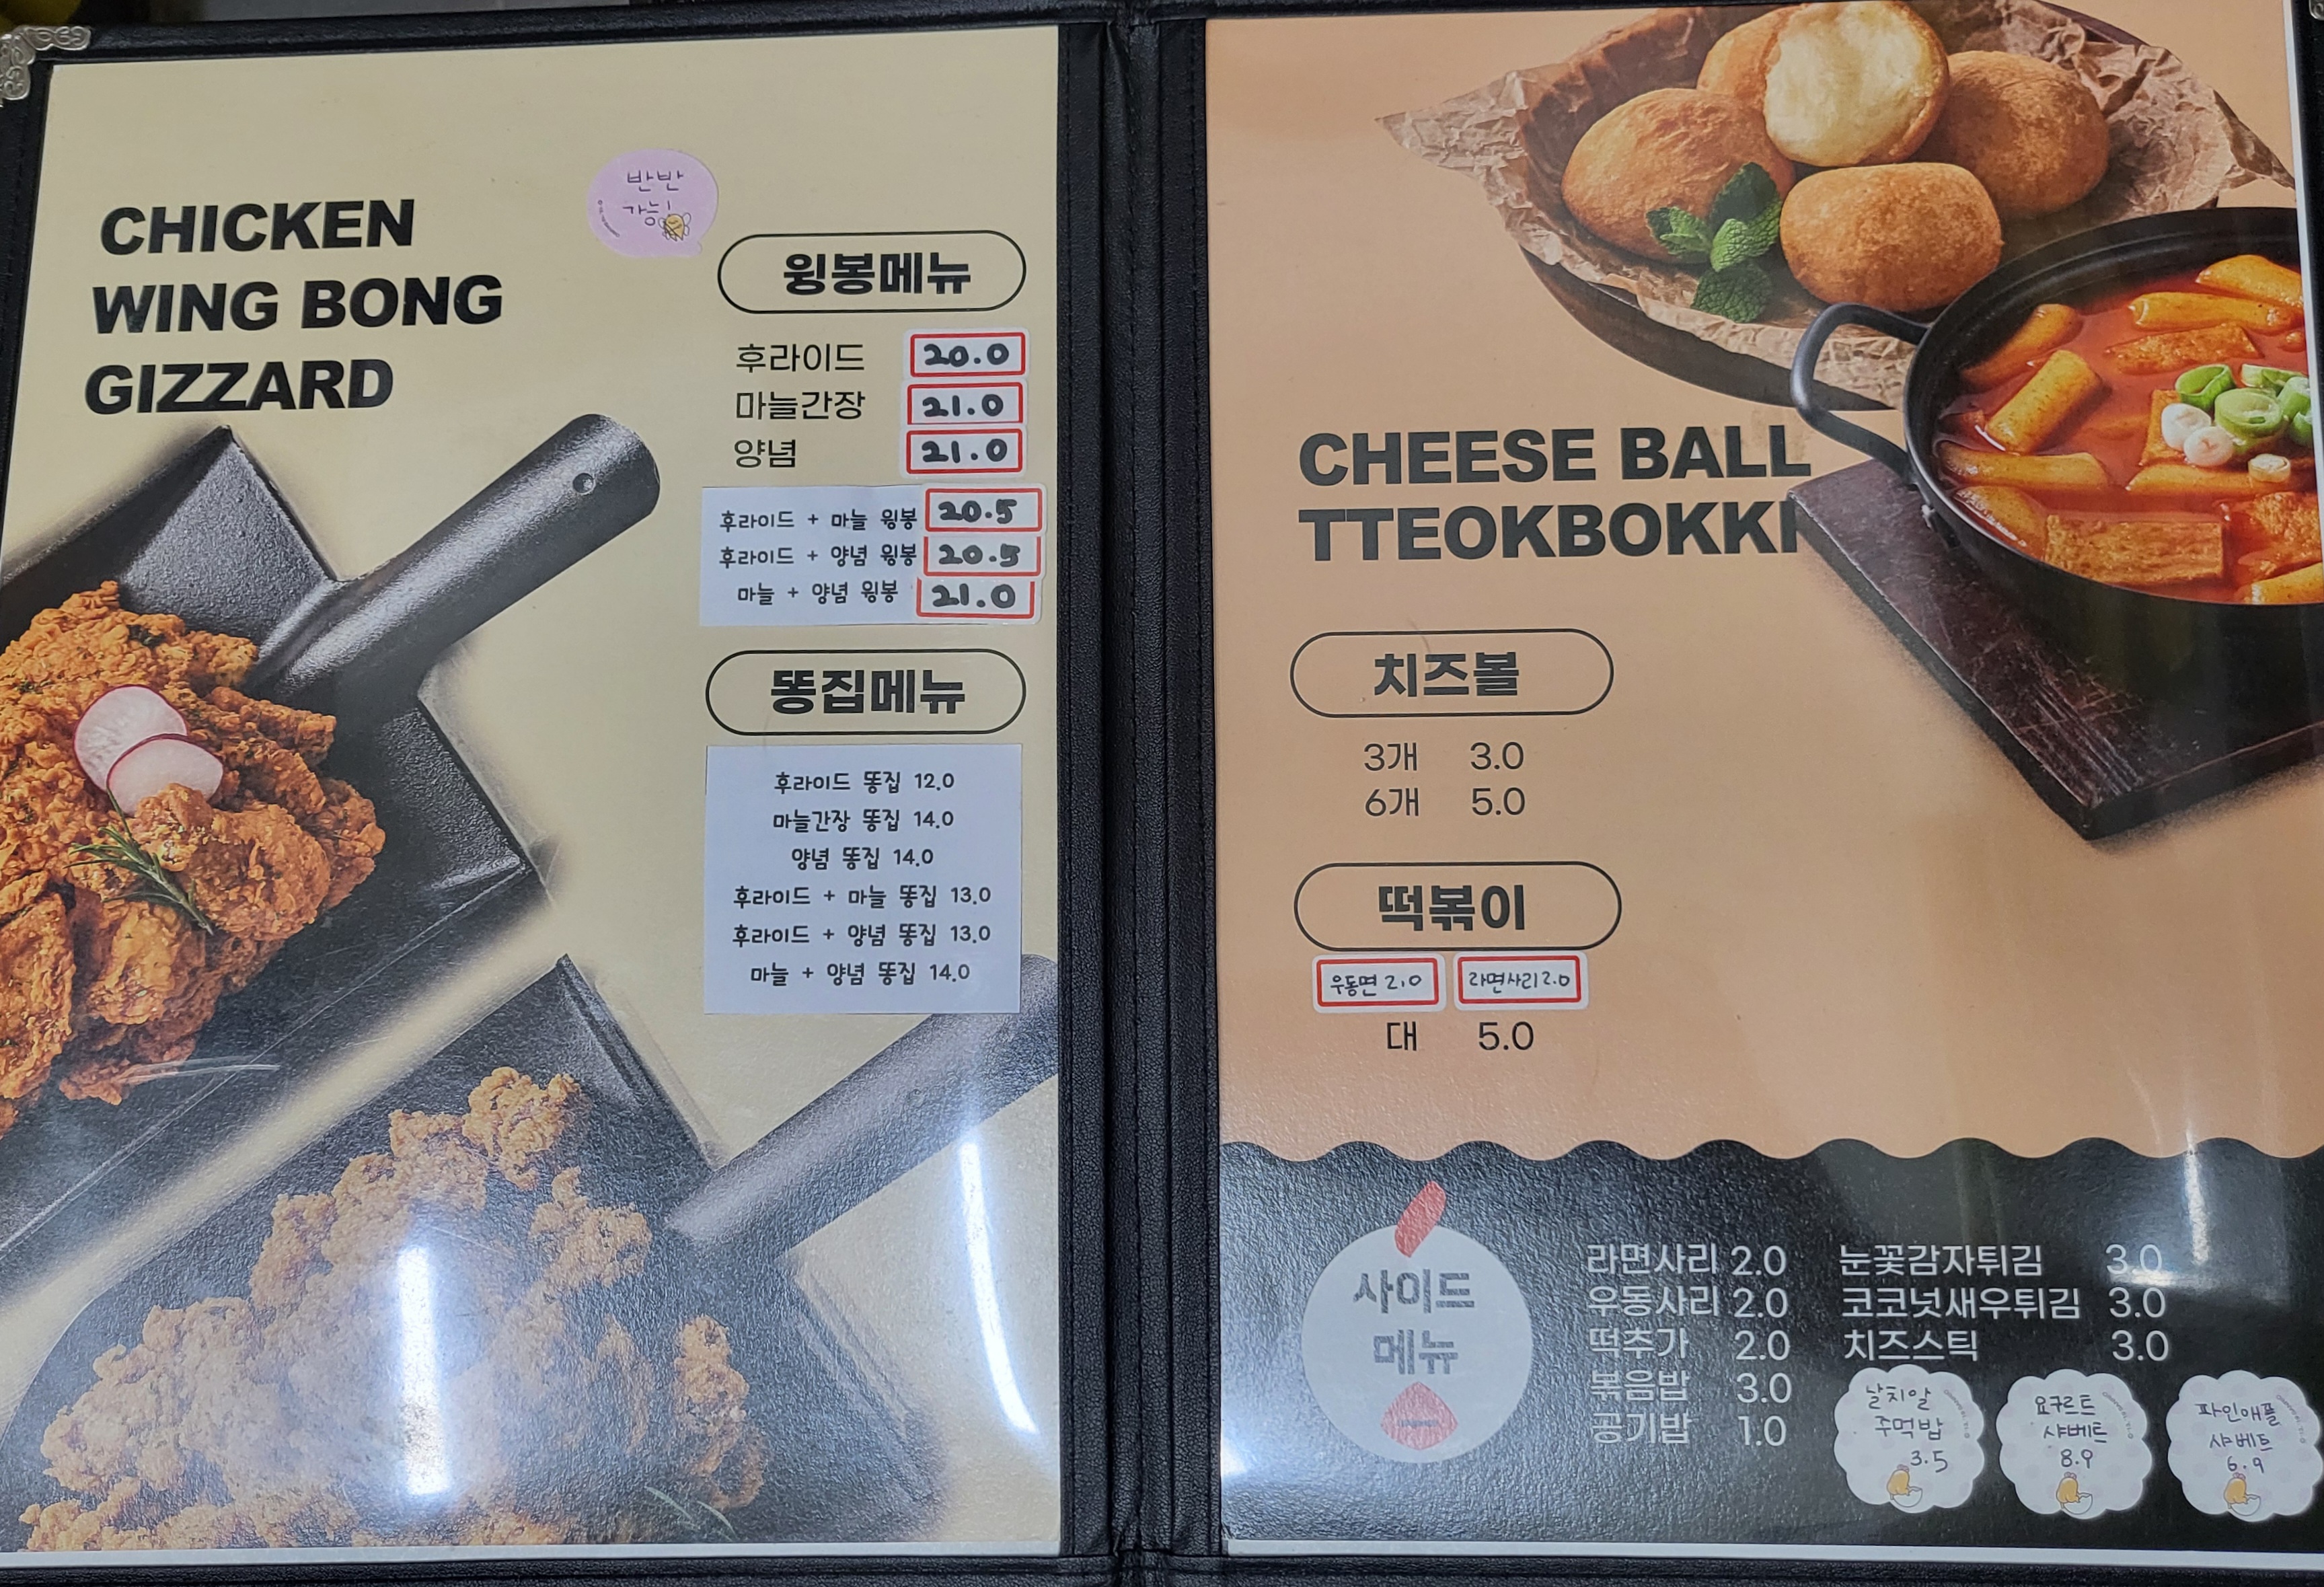 CHICKEN
WING BONG
GIZZARD
반반
가능!
윙봉메뉴
후라이드 20.0
마늘간장 21.0
양념 21.0
후라이드 + 마늘 윙봉 20.5
후라이드 + 양념 윙봉 20.5
마늘 + 양념 윙봉 21.0
똥집메뉴
후라이드 똥집 12.0
마늘간장 똥집 14.0
양념 똥집 14.0
후라이드 + 마늘 똥집 13.0
후라이드 + 양념 똥집 13.0
마늘 + 양념 똥집 14.0
CHEESE BALL
TTEOKBOKKI
치즈볼
3개 3.0
6개 5.0
떡볶이
우동면 2.0 라면사리 2.0
대 5.0
사이드
메뉴
라면사리 2.0
우동사리 2.0
떡추가 2.0
볶음밥 3.0
공기밥 1.0
눈꽃감자튀김 3.0
코코넛새우튀김 3.0
치즈스틱 3.0
날치알
주먹밥
3.5
요구르트
샤베트
8.9
파인애플
샤베트
6.9